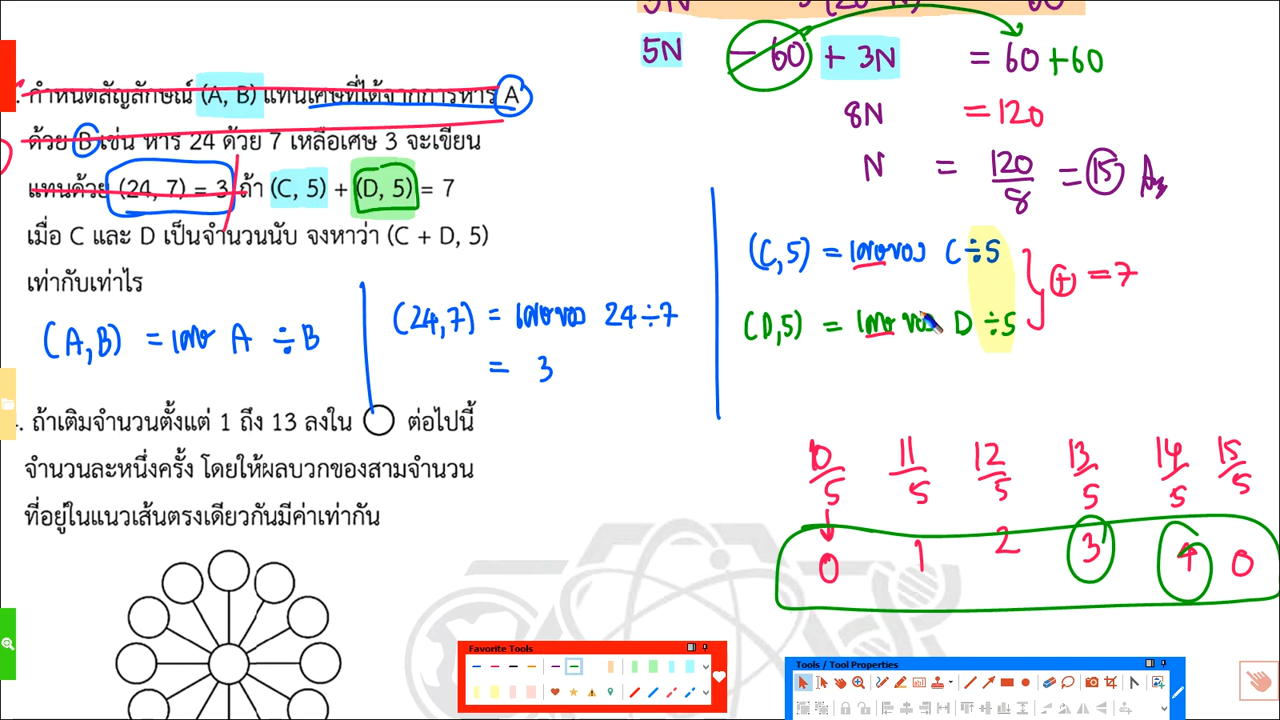 5N - 60 + 3N = 60 + 60
8N = 120
N = 120/8 = 15 Ans
กำหนดสัญลักษณ์ (A, B) แทนเศษที่ได้จากการหาร A
ด้วย B เช่น หาร 24 ด้วย 7 เหลือเศษ 3 จะเขียน
แทนด้วย (24, 7) = 3 ถ้า (C, 5) + (D, 5) = 7
เมื่อ C และ D เป็นจำนวนนับ จงหาว่า (C + D, 5)
เท่ากับเท่าไร
(A,B) = เศษ A ÷ B
(24,7) = เศษของ 24÷7
= 3
(C,5) = เศษของ C÷5
(D,5) = เศษของ D÷5
+ = 7
10/5 11/5 12/5 13/5 14/5 15/5
0 1 2 3 4 0
. ถ้าเติมจำนวนตั้งแต่ 1 ถึง 13 ลงใน ต่อไปนี้
จำนวนละหนึ่งครั้ง โดยให้ผลบวกของสามจำนวน
ที่อยู่ในแนวเส้นตรงเดียวกันมีค่าเท่ากัน
Favorite Tools
Tools / Tool Properties